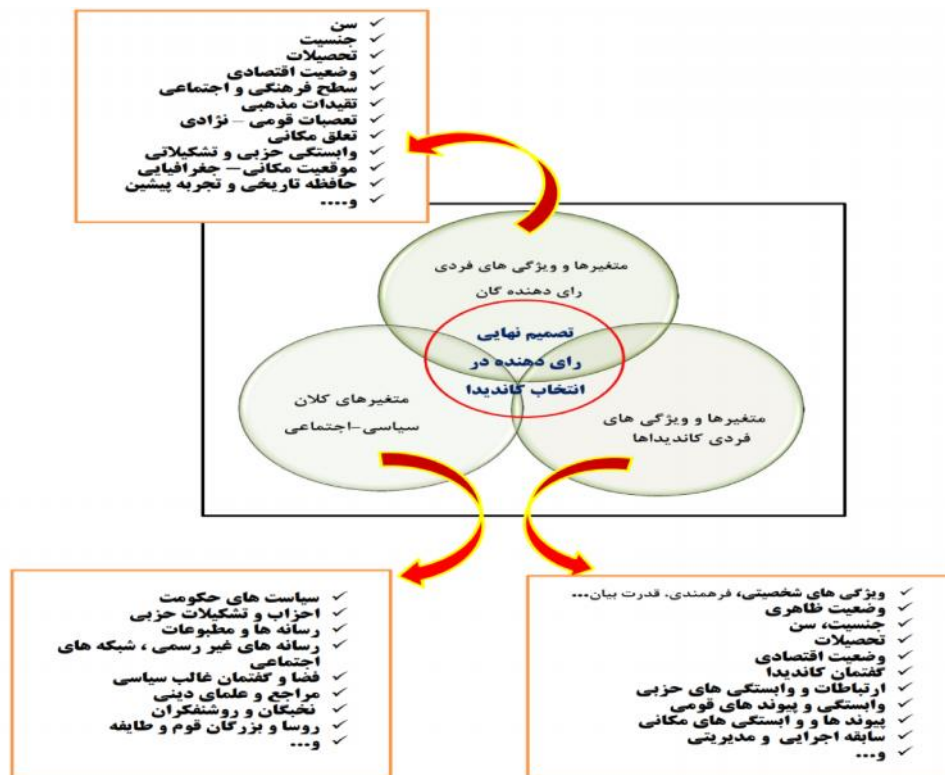 سن
جنسیت
تحصیلات
وضعیت اقتصادی
سطح فرهنگی و اجتماعی
تقیدات مذهبی
تعصبات قومی – نژادی
تعلق مکانی
وابستگی حزبی و تشکیلاتی
موقعیت مکانی– جغرافیایی
حافظه تاریخی و تجربه پیشین
و....
متغیرها و ویژگی های فردی
رای دهنده گان
تصمیم نهایی
رای دهنده در
انتخاب کاندیدا
متغیرها و ویژگی های
فردی کاندیداها
متغیرهای کلان
سیاسی-اجتماعی
ویژگی های شخصیتی، فرهمندی، قدرت بیان...
وضعیت ظاهری
جنسیت، سن
تحصیلات
وضعیت اقتصادی
گفتمان کاندیدا
ارتباطات و وابستگی های حزبی
وابستگی و پیوند های قومی
پیوند ها و و ابستگی های مکانی
سابقه اجرایی و مدیریتی
و...
سیاست های حکومت
احزاب و تشکیلات حزبی
رسانه ها و مطبوعات
رسانه های غیر رسمی ، شبکه های
اجتماعی
فضا و گفتمان غالب سیاسی
مراجع و علمای دینی
نخبگان و روشنفکران
روسا و بزرگان قوم و طایفه
و...